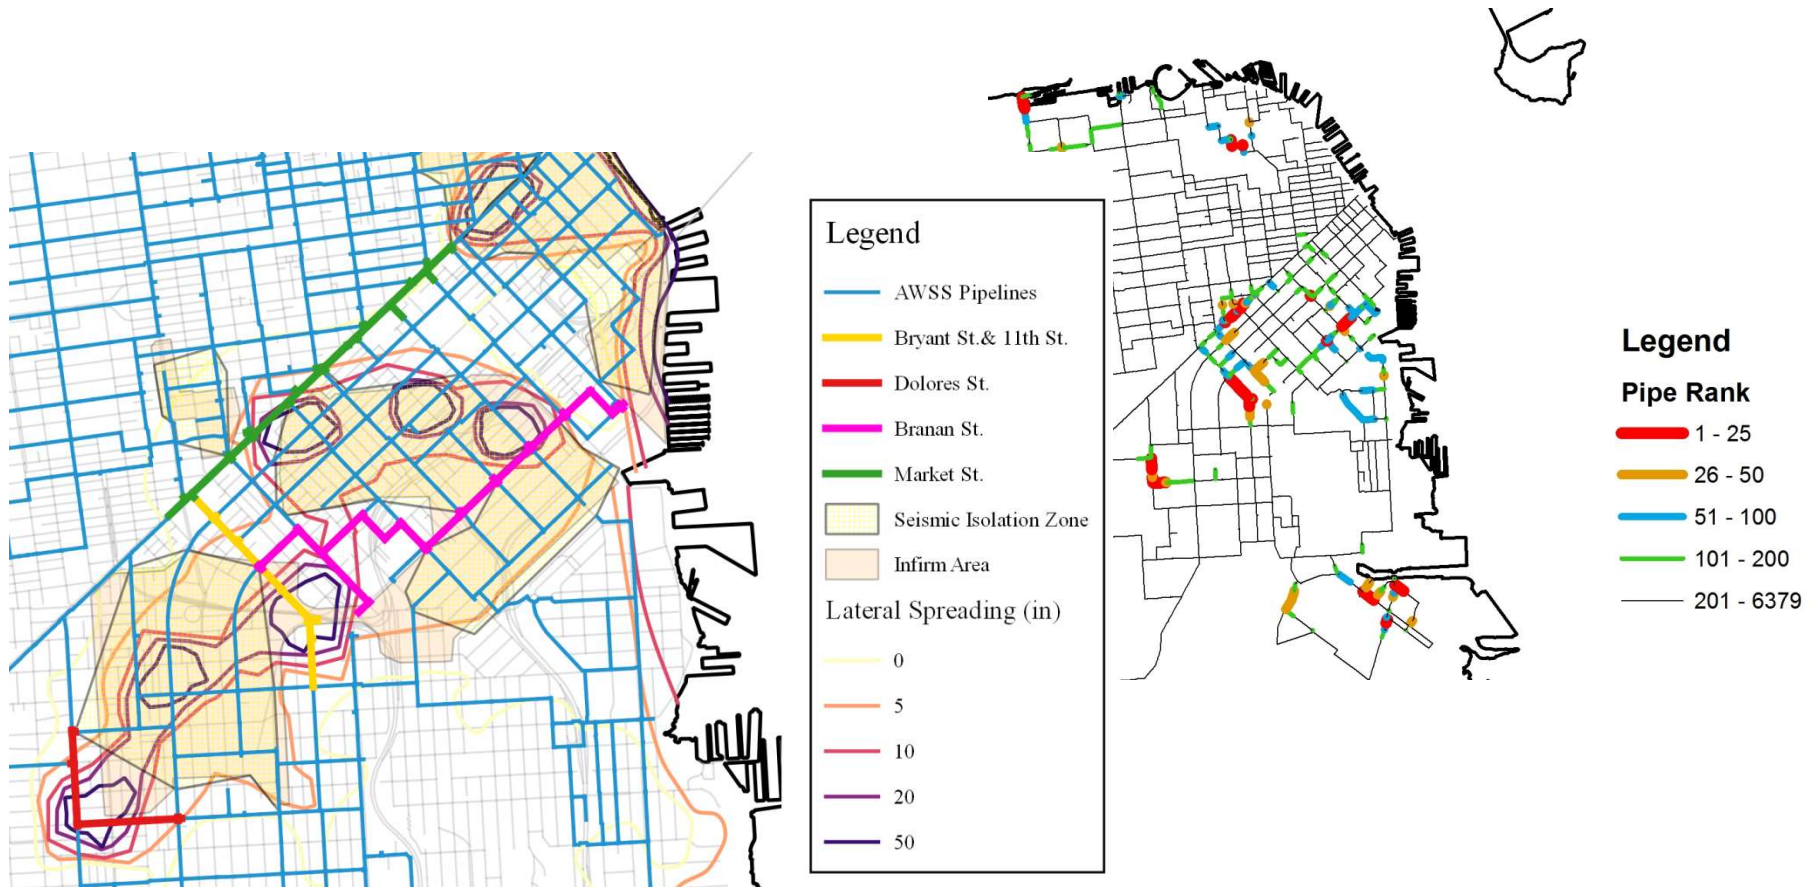 Legend
AWSS Pipelines
Bryant St.& 11th St.
Dolores St.
Branan St.
Market St.
Seismic Isolation Zone
Infirm Area
Lateral Spreading (in)
0
5
10
20
50
Legend
Pipe Rank
1 - 25
26 - 50
51 - 100
101 - 200
201 - 6379